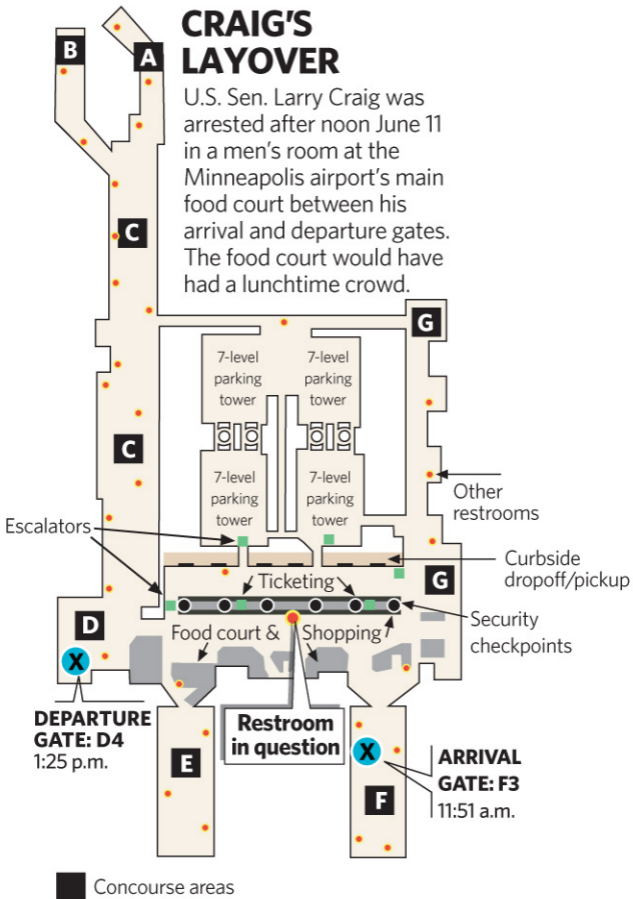 CRAIG'S
LAYOVER
U.S. Sen. Larry Craig was
arrested after noon June 11
in a men's room at the
Minneapolis airport's main
food court between his
arrival and departure gates.
The food court would have
had a lunchtime crowd.
B
A
C
G
7-level
parking
tower
7-level
parking
tower
C
7-level
parking
tower
7-level
parking
tower
Other
restrooms
Escalators
Curbside
dropoff/pickup
Ticketing
G
D
Food court & Shopping
Security
checkpoints
X
DEPARTURE
GATE: D4
1:25 p.m.
Restroom
in question
E
X
F
ARRIVAL
GATE: F3
11:51 a.m.
Concourse areas